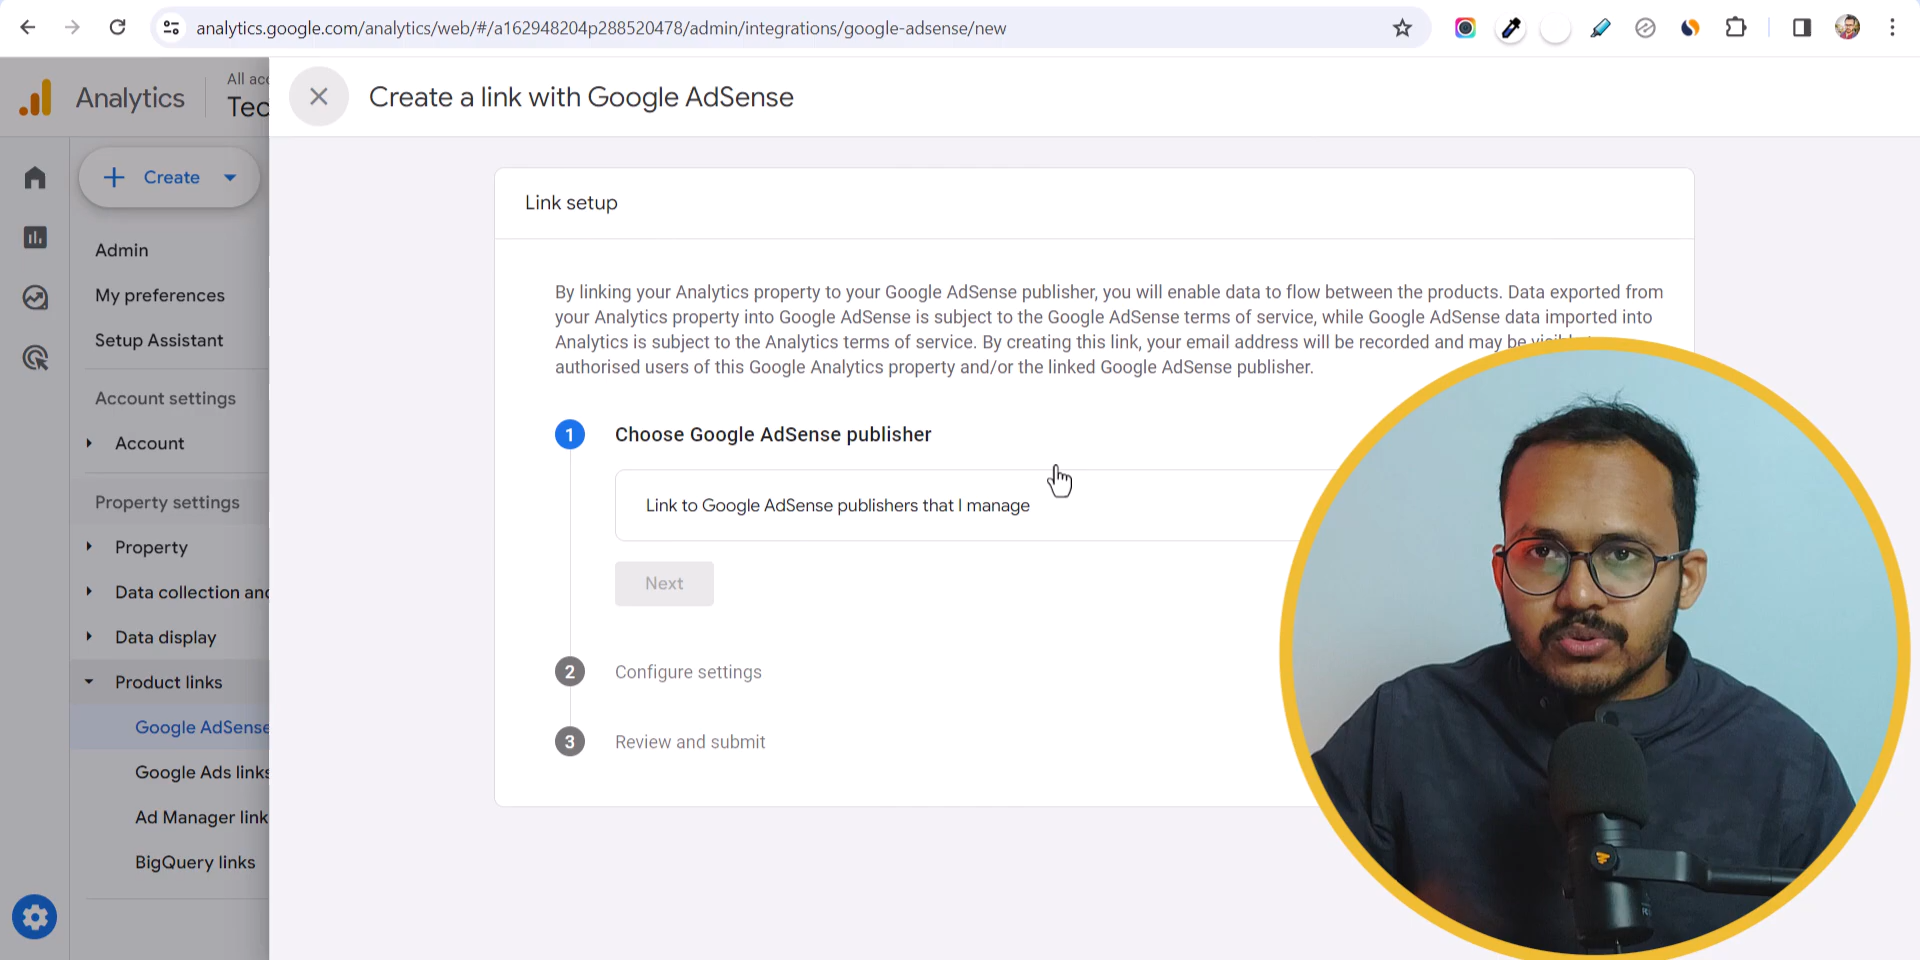 analytics.google.com/analytics/web/#/a162948204p288520478/admin/integrations/google-adsense/new
Analytics
All acc
Tec
Create a link with Google AdSense
Create
Admin
My preferences
Setup Assistant
Account settings
Account
Property settings
Property
Data collection and
Data display
Product links
Google AdSense
Google Ads links
Ad Manager link
BigQuery links
Link setup
By linking your Analytics property to your Google AdSense publisher, you will enable data to flow between the products. Data exported from
your Analytics property into Google AdSense is subject to the Google AdSense terms of service, while Google AdSense data imported into
Analytics is subject to the Analytics terms of service. By creating this link, your email address will be recorded and may be
authorised users of this Google Analytics property and/or the linked Google AdSense publisher.
1 Choose Google AdSense publisher
Link to Google AdSense publishers that I manage
Next
2 Configure settings
3 Review and submit